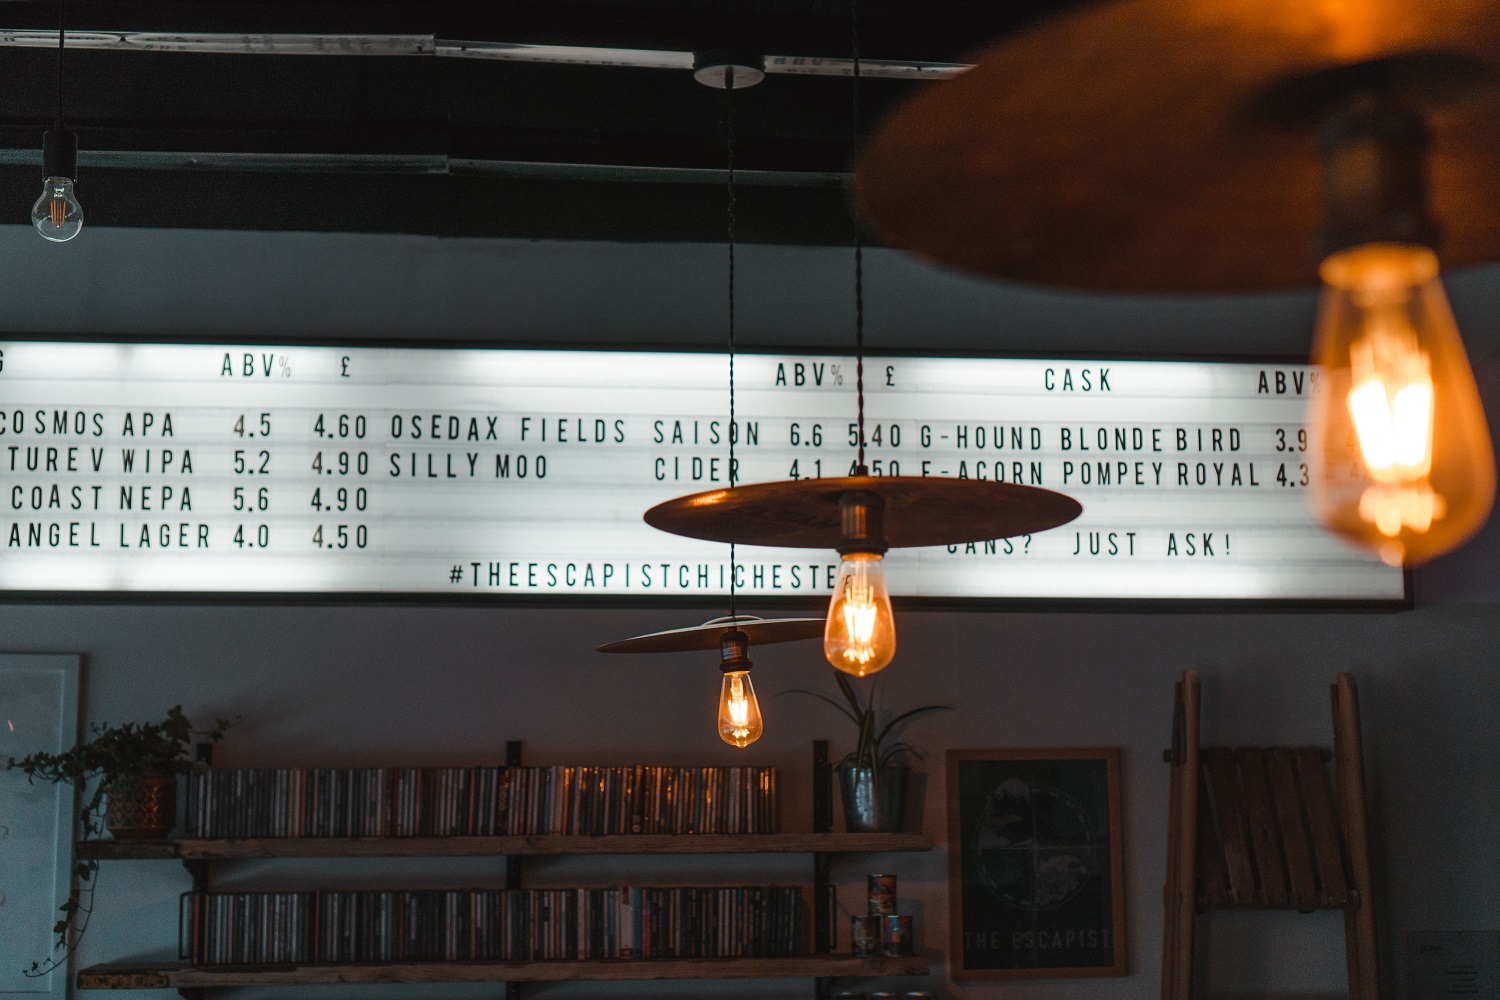 ABV% £ ABV% £ CASK ABV%
COSMOS APA 4.5 4.60 OSEDAX FIELDS SAISON 6.6 5.40 G-HOUND BLONDE BIRD 3.9
TURE V WIPA 5.2 4.90 SILLY MOO CIDER 4.1 4.50 F-ACORN POMPEY ROYAL 4.3
COAST NEPA 5.6 4.90
ANGEL LAGER 4.0 4.50 CANS? JUST ASK!
#THEESCAPISTCHICHESTE
THE ESCAPIST